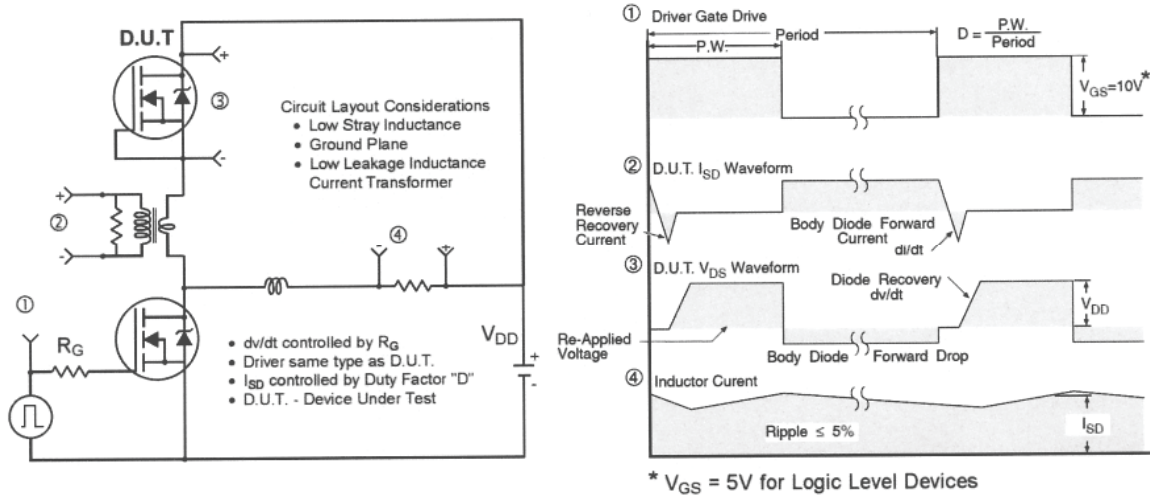 D.U.T
+
③
-
Circuit Layout Considerations
• Low Stray Inductance
• Ground Plane
• Low Leakage Inductance
Current Transformer
+
②
-
④
-
+
①
RG
VDD
+
-
• dv/dt controlled by RG
• Driver same type as D.U.T.
• ISD controlled by Duty Factor "D"
• D.U.T. - Device Under Test
① Driver Gate Drive
P.W.
Period
D = P.W. / Period
VGS=10V*
② D.U.T. ISD Waveform
Reverse
Recovery
Current
Body Diode Forward
Current
di/dt
③ D.U.T. VDS Waveform
Diode Recovery
dv/dt
VDD
Re-Applied
Voltage
Body Diode Forward Drop
④ Inductor Curent
Ripple ≤ 5%
ISD
* VGS = 5V for Logic Level Devices